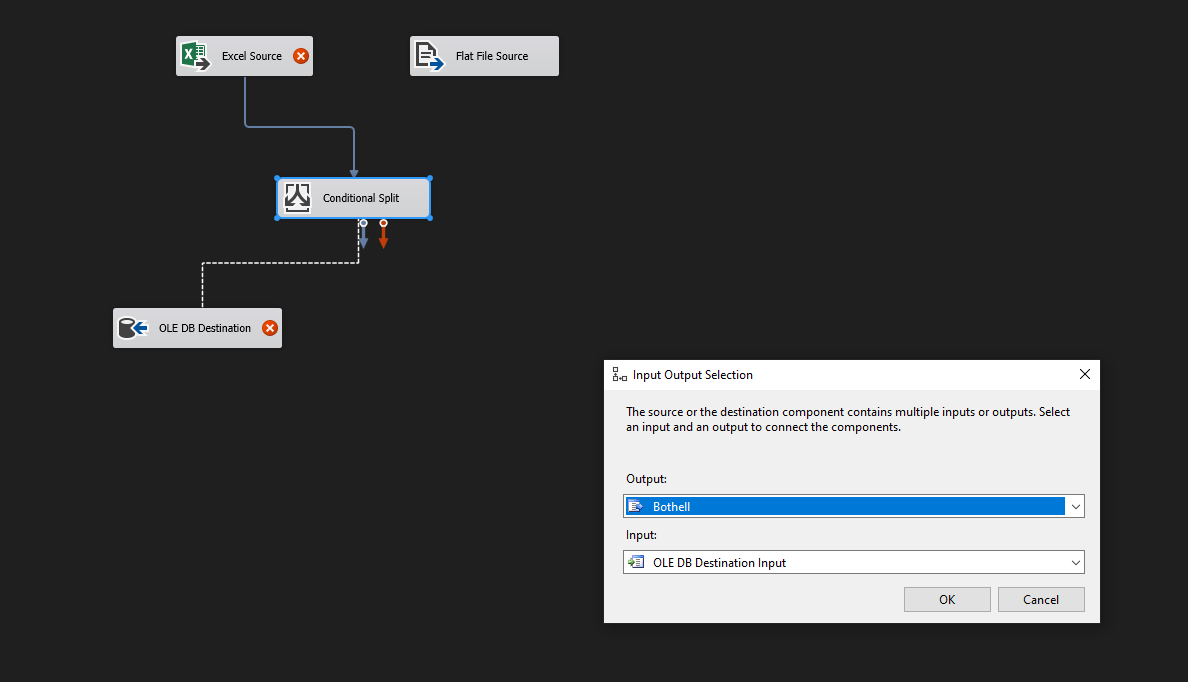 Excel Source
Flat File Source
Conditional Split
OLE DB Destination
Input Output Selection
The source or the destination component contains multiple inputs or outputs. Select
an input and an output to connect the components.
Output:
Bothell
Input:
OLE DB Destination Input
OK
Cancel